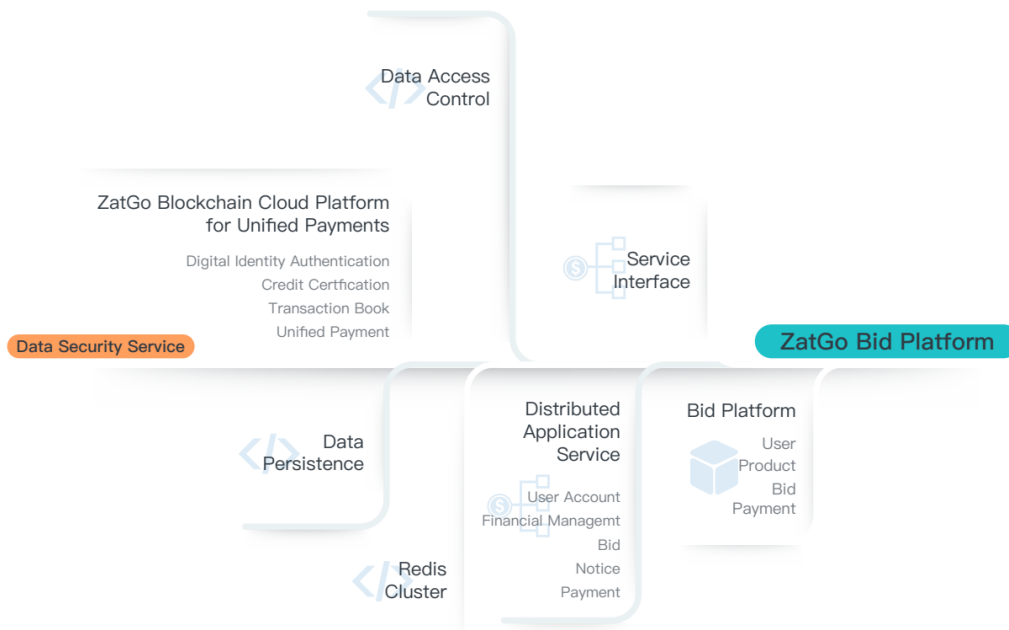 Data Access
Control
ZatGo Blockchain Cloud Platform
for Unified Payments
Digital Identity Authentication
Credit Certfication
Transaction Book
Unified Payment
Service
Interface
Data Security Service
ZatGo Bid Platform
Data
Persistence
Distributed
Application
Service
User Account
Financial Managemt
Bid
Notice
Payment
Bid Platform
User
Product
Bid
Payment
Redis
Cluster